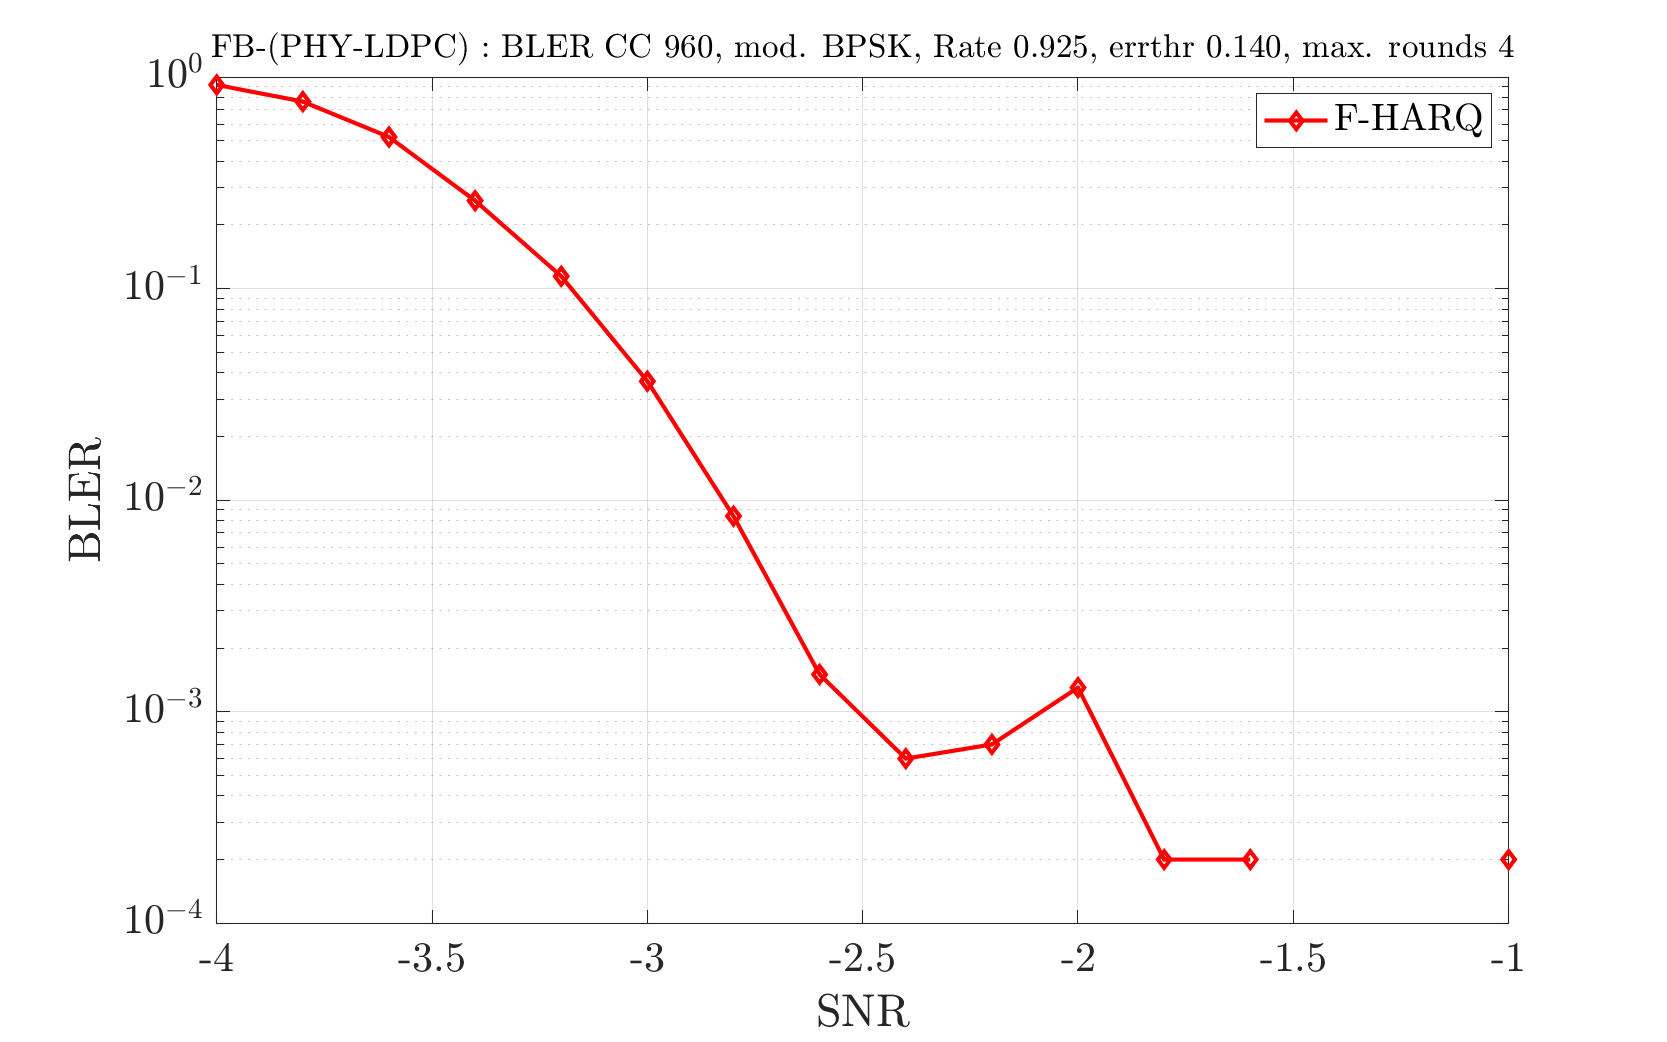 FB-(PHY-LDPC) : BLER CC 960, mod. BPSK, Rate 0.925, errthr 0.140, max. rounds 4
F-HARQ
10^0
10^{-1}
10^{-2}
10^{-3}
10^{-4}
BLER
-4 -3.5 -3 -2.5 -2 -1.5 -1
SNR